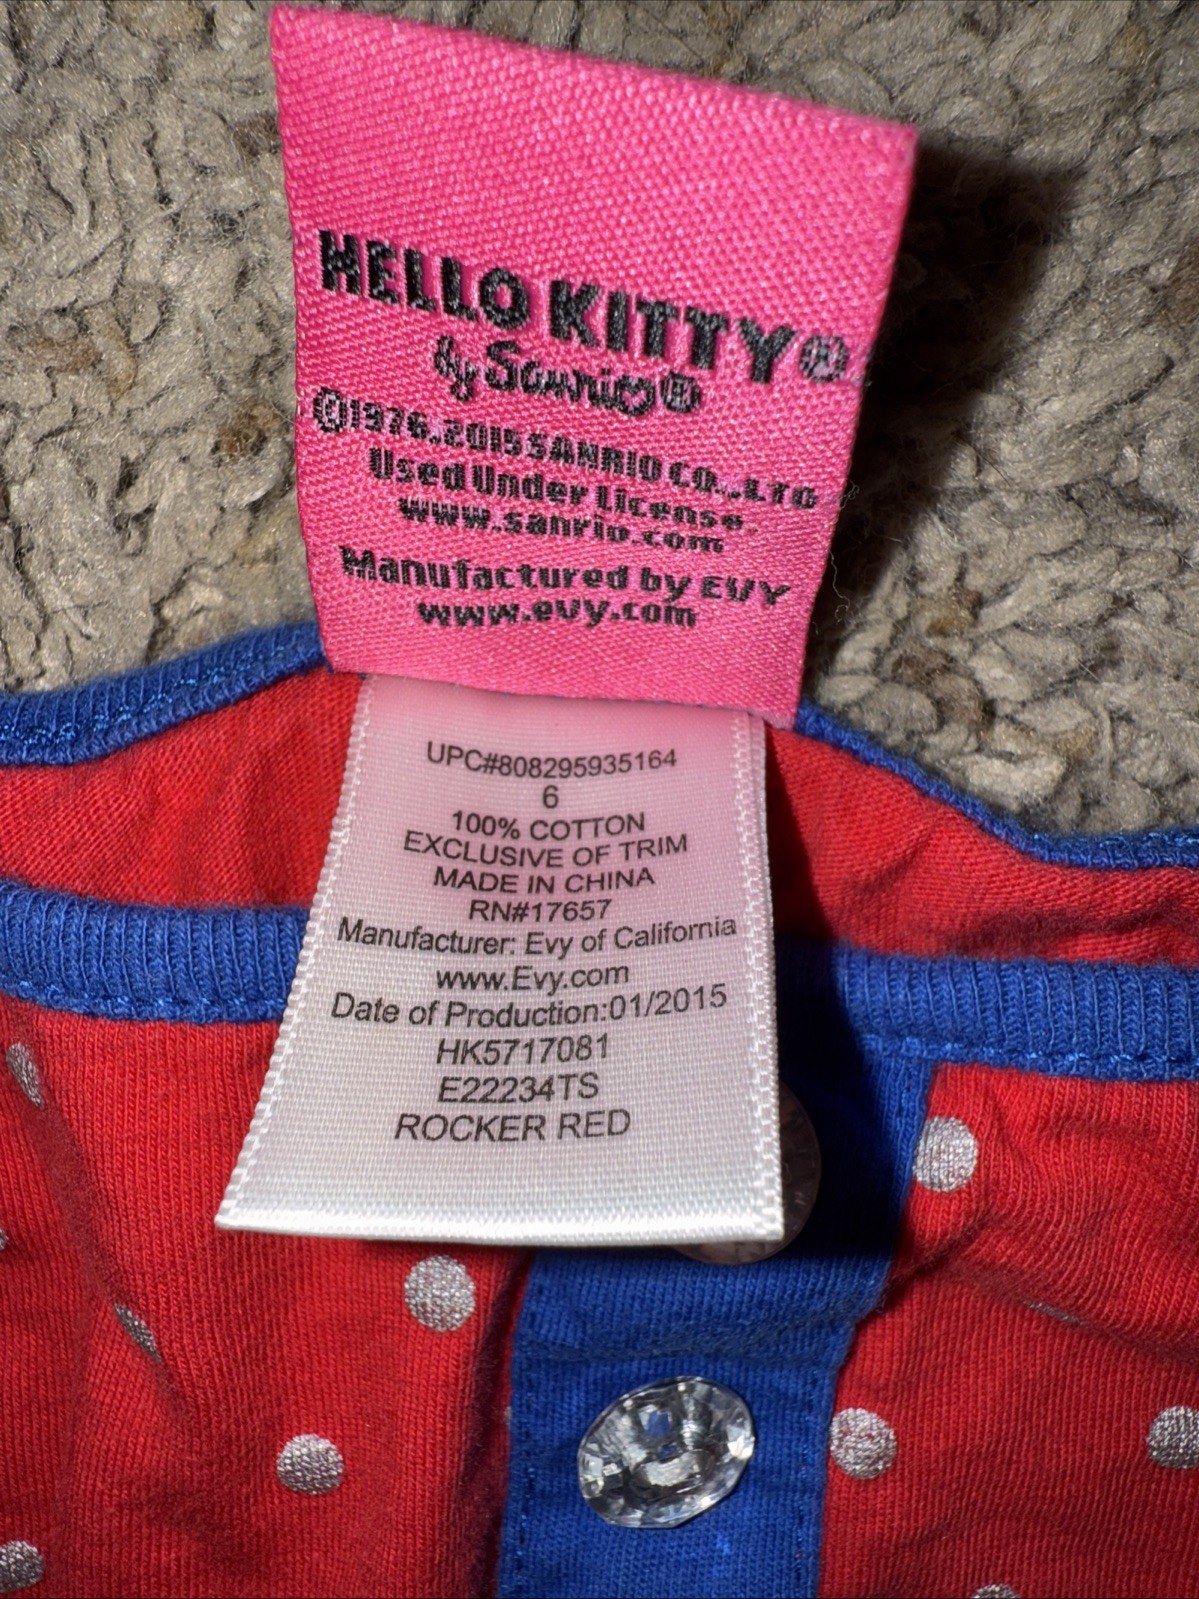 HELLO KITTY®
by Sanrio®
©1976, 2015 SANRIO CO., LTD
Used Under License.
www.sanrio.com
Manufactured by EVY
www.evy.com
UPC#808295935164
6
100% COTTON
EXCLUSIVE OF TRIM
MADE IN CHINA
RN#17657
Manufacturer: Evy of California
www.Evy.com
Date of Production:01/2015
HK5717081
E22234TS
ROCKER RED